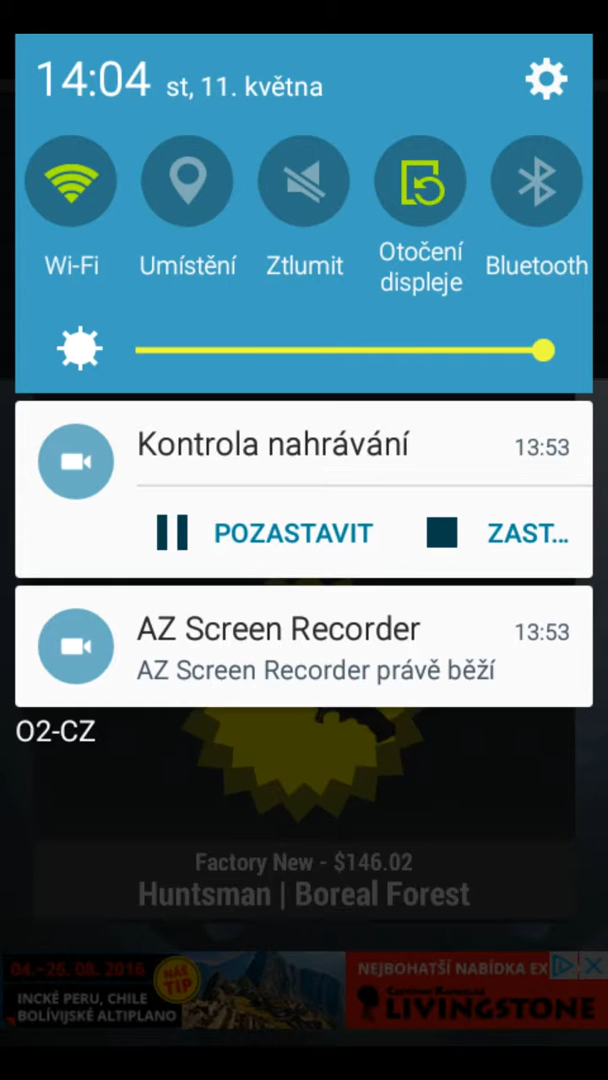 14:04 st, 11. května
Wi-Fi
Umístění
Ztlumit
Otočení displeje
Bluetooth
Kontrola nahrávání 13:53
POZASTAVIT ZAST...
AZ Screen Recorder 13:53
AZ Screen Recorder právě běží
O2-CZ
Factory New - $146.02
Huntsman | Boreal Forest
04.-26. 08. 2016
NÁŠ TIP
INCKÉ PERU, CHILE
BOLÍVIJSKÉ ALTIPLANO
NEJBOHATŠÍ NABÍDKA EX
LIVINGSTONE